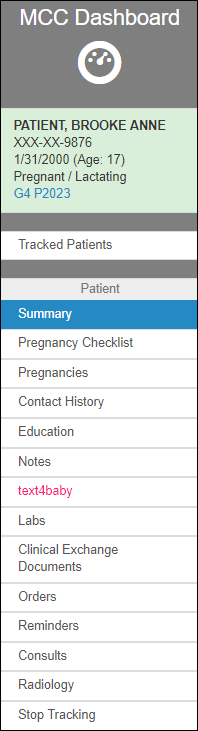 MCC Dashboard
PATIENT, BROOKE ANNE
XXX-XX-9876
1/31/2000 (Age: 17)
Pregnant / Lactating
G4 P2023
Tracked Patients
Patient
Summary
Pregnancy Checklist
Pregnancies
Contact History
Education
Notes
text4baby
Labs
Clinical Exchange
Documents
Orders
Reminders
Consults
Radiology
Stop Tracking